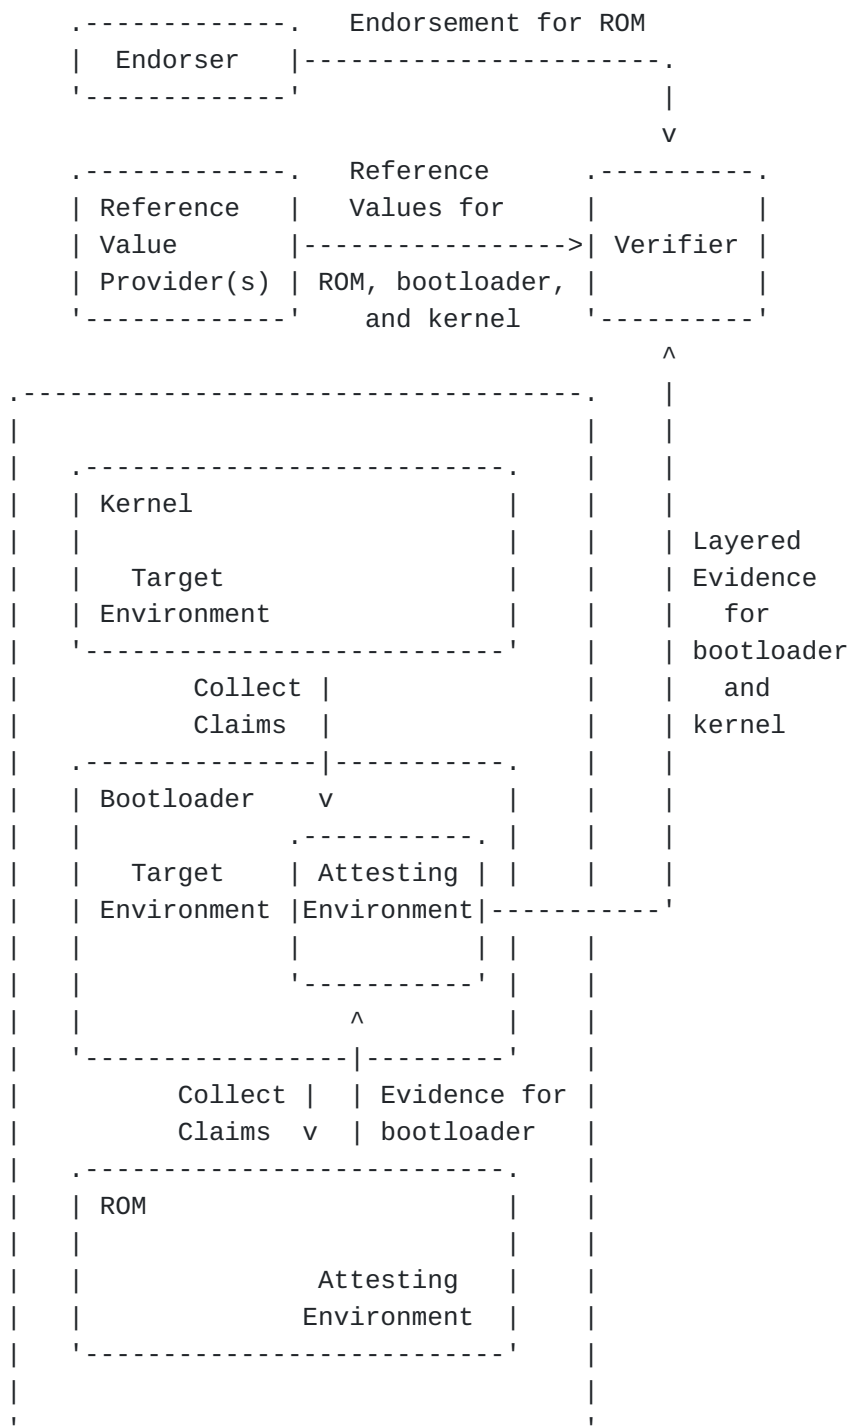 Endorsement for ROM
Endorser
Reference
Reference Values for
Value Verifier
Provider(s) ROM, bootloader,
and kernel
Kernel
Layered
Target Evidence
Environment for
bootloader
Collect and
Claims kernel
Bootloader
Target Attesting
Environment Environment
Collect Evidence for
Claims bootloader
ROM
Attesting
Environment